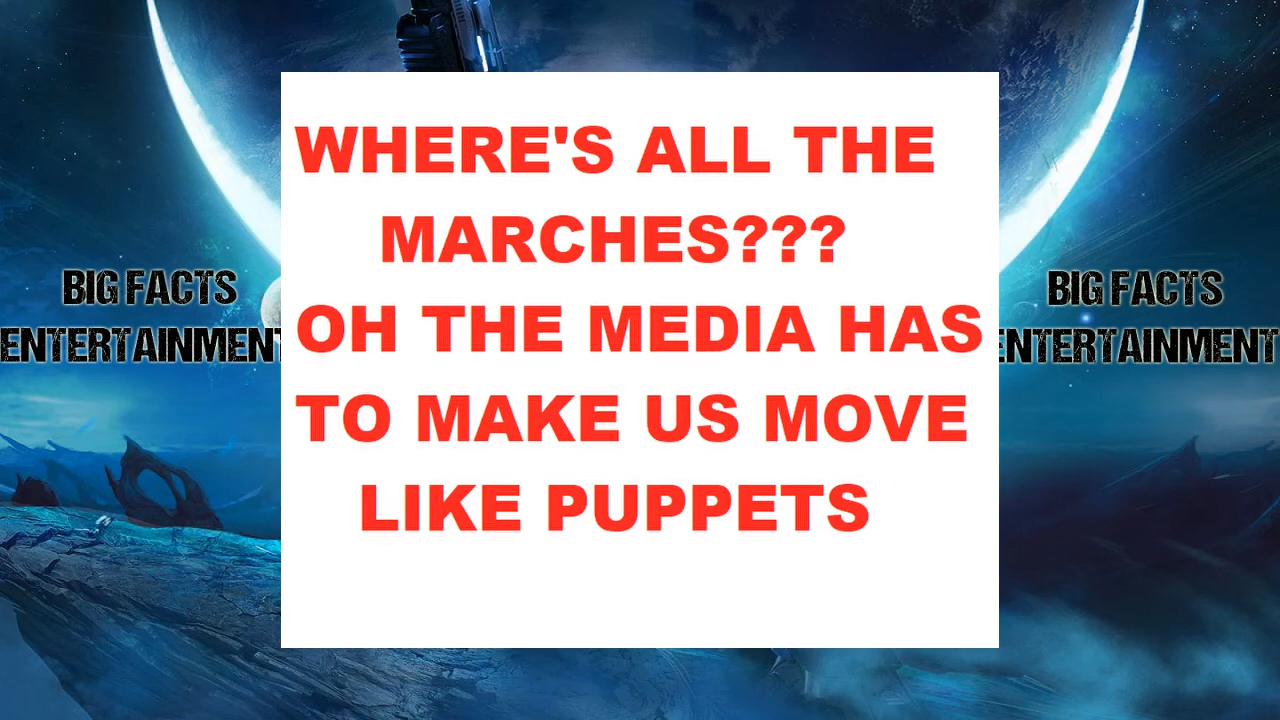 WHERE'S ALL THE
MARCHES???
OH THE MEDIA HAS
TO MAKE US MOVE
LIKE PUPPETS
BIG FACTS
ENTERTAINMENT
BIG FACTS
ENTERTAINMENT